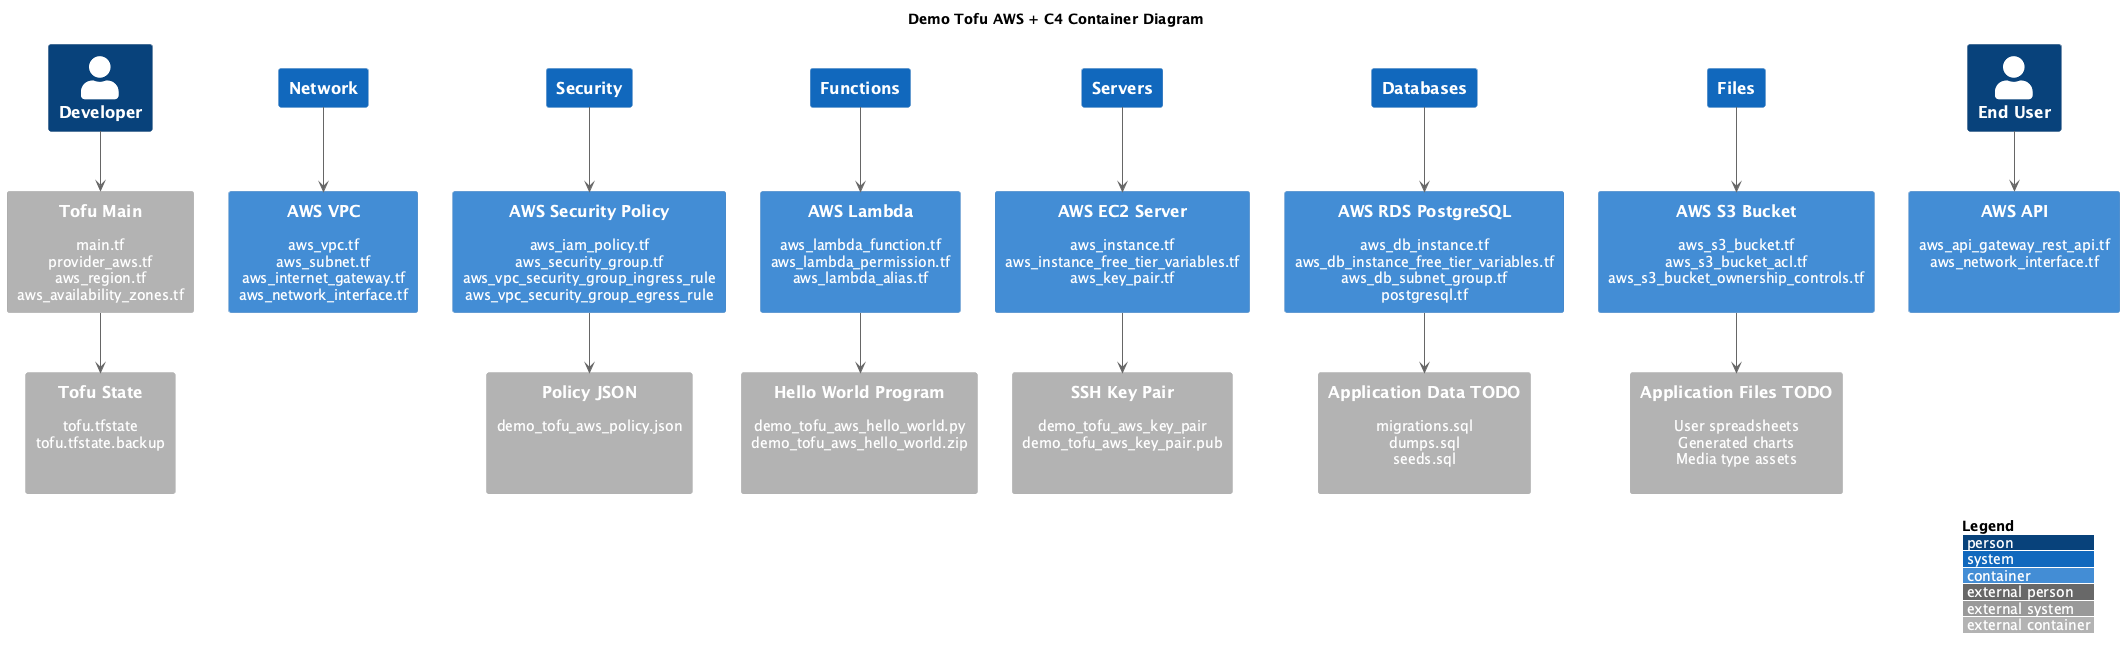 Demo Tofu AWS + C4 Container Diagram
Developer
Network
Security
Functions
Servers
Databases
Files
End User
Tofu Main
main.tf
provider_aws.tf
aws_region.tf
aws_availability_zones.tf
AWS VPC
aws_vpc.tf
aws_subnet.tf
aws_internet_gateway.tf
aws_network_interface.tf
AWS Security Policy
aws_iam_policy.tf
aws_security_group.tf
aws_vpc_security_group_ingress_rule
aws_vpc_security_group_egress_rule
AWS Lambda
aws_lambda_function.tf
aws_lambda_permission.tf
aws_lambda_alias.tf
AWS EC2 Server
aws_instance.tf
aws_instance_free_tier_variables.tf
aws_key_pair.tf
AWS RDS PostgreSQL
aws_db_instance.tf
aws_db_instance_free_tier_variables.tf
aws_db_subnet_group.tf
postgresql.tf
AWS S3 Bucket
aws_s3_bucket.tf
aws_s3_bucket_acl.tf
aws_s3_bucket_ownership_controls.tf
AWS API
aws_api_gateway_rest_api.tf
aws_network_interface.tf
Tofu State
tofu.tfstate
tofu.tfstate.backup
Policy JSON
demo_tofu_aws_policy.json
Hello World Program
demo_tofu_aws_hello_world.py
demo_tofu_aws_hello_world.zip
SSH Key Pair
demo_tofu_aws_key_pair
demo_tofu_aws_key_pair.pub
Application Data TODO
migrations.sql
dumps.sql
seeds.sql
Application Files TODO
User spreadsheets
Generated charts
Media type assets
Legend
person
system
container
external person
external system
external container